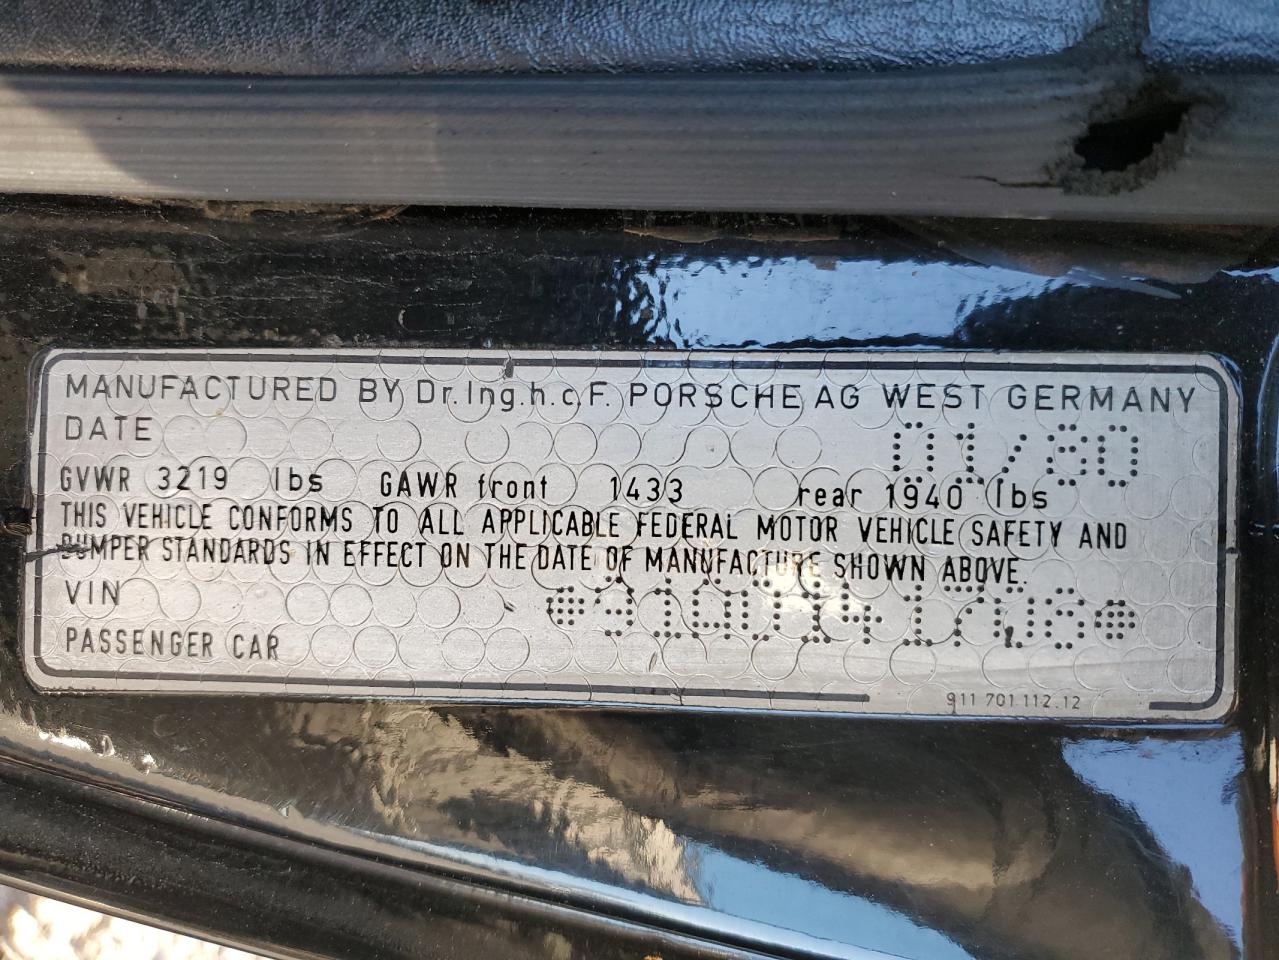 MANUFACTURED BY Dr.Ing.h.c.F. PORSCHE AG WEST GERMANY
DATE 01/80
GVWR 3219 lbs GAWR front 1433 rear 1940 lbs
THIS VEHICLE CONFORMS TO ALL APPLICABLE FEDERAL MOTOR VEHICLE SAFETY AND
BUMPER STANDARDS IN EFFECT ON THE DATE OF MANUFACTURE SHOWN ABOVE.
VIN
PASSENGER CAR
911 701 112.12